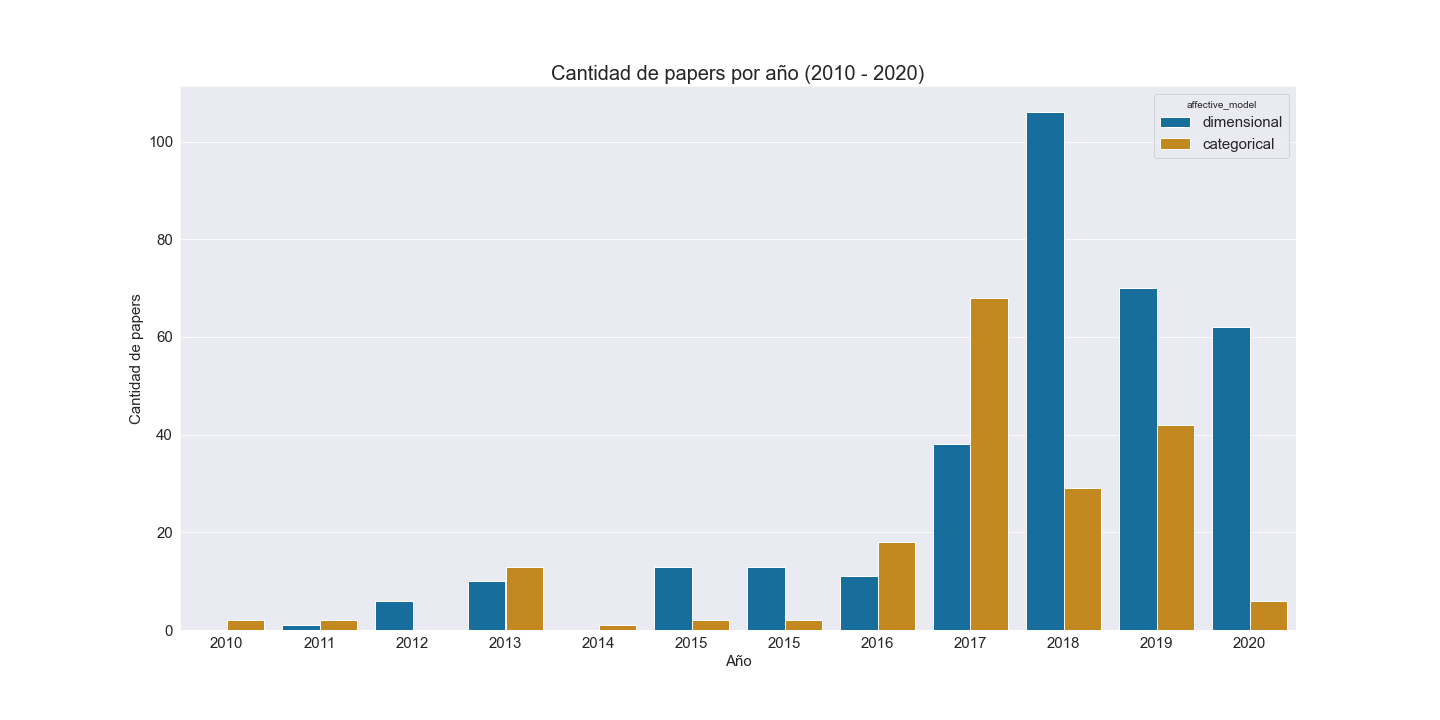 Cantidad de papers por año (2010 - 2020)
affective_model
dimensional
categorical
Cantidad de papers
100
80
60
40
20
0
2010 2011 2012 2013 2014 2015 2015 2016 2017 2018 2019 2020
Año